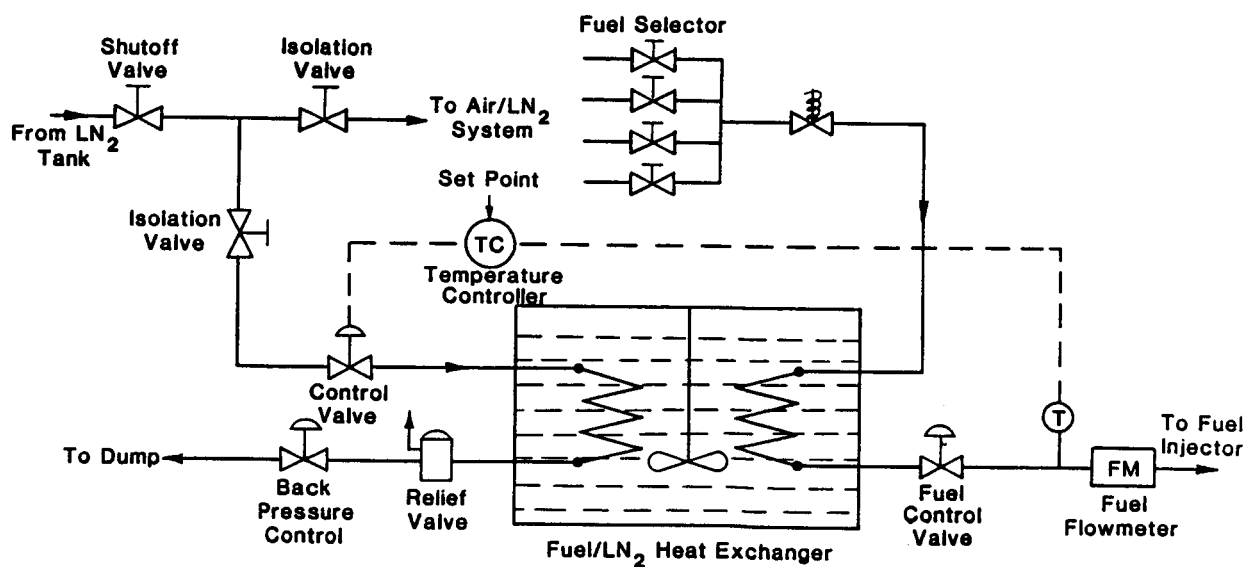 Shutoff
Valve
Isolation
Valve
Fuel Selector
From LN2
Tank
To Air/LN2
System
Set Point
Isolation
Valve
TC
Temperature
Controller
Control
Valve
T
To Fuel
Injector
To Dump
FM
Back
Pressure
Control
Relief
Valve
Fuel
Control
Valve
Fuel
Flowmeter
Fuel/LN2 Heat Exchanger